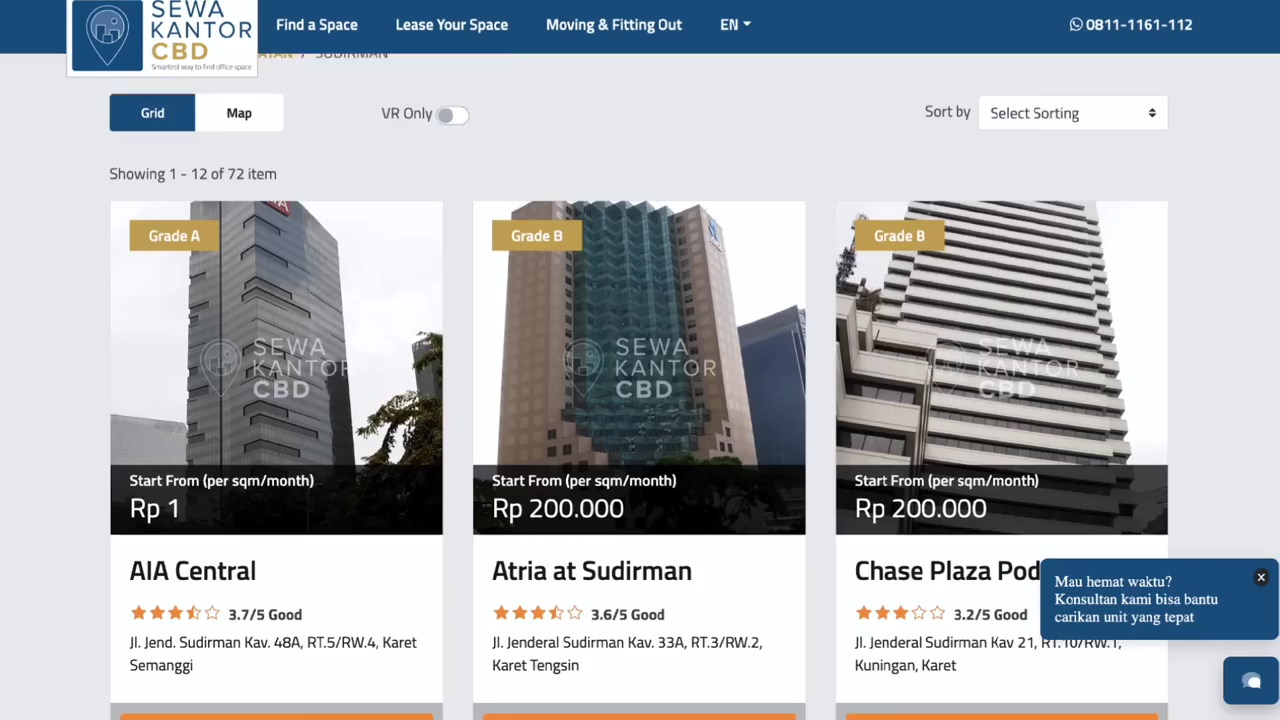 SEWA
KANTOR
CBD
Smartest way to find office space
Find a Space
Lease Your Space
Moving & Fitting Out
EN
0811-1161-112
SUDIRMAN
Grid
Map
VR Only
Sort by
Select Sorting
Showing 1 - 12 of 72 item
Grade A
SEWA
KANTOR
CBD
Start From (per sqm/month)
Rp 1
AIA Central
3.7/5 Good
Jl. Jend. Sudirman Kav. 48A, RT.5/RW.4, Karet
Semanggi
Grade B
SEWA
KANTOR
CBD
Start From (per sqm/month)
Rp 200.000
Atria at Sudirman
3.6/5 Good
Jl. Jenderal Sudirman Kav. 33A, RT.3/RW.2,
Karet Tengsin
Grade B
SEWA
KANTOR
CBD
Start From (per sqm/month)
Rp 200.000
Chase Plaza Pod
3.2/5 Good
Jl. Jenderal Sudirman Kav 21, RT.10/RW.1,
Kuningan, Karet
Mau hemat waktu?
Konsultan kami bisa bantu
carikan unit yang tepat